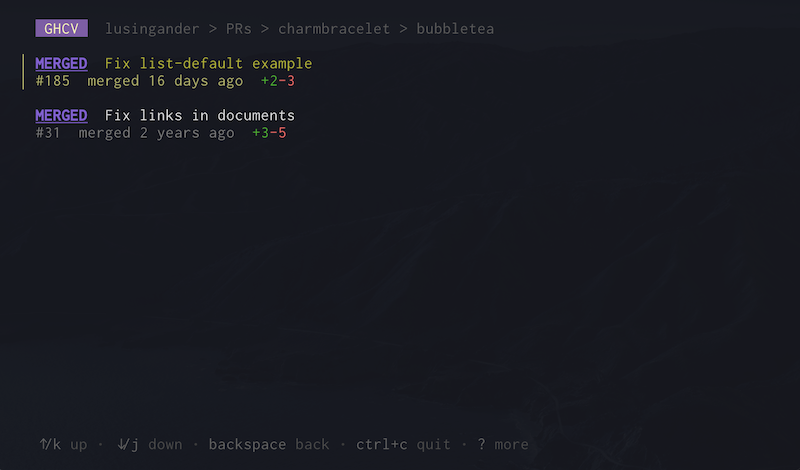 GHCV lusingander > PRs > charmbracelet > bubbletea
MERGED Fix list-default example
#185 merged 16 days ago +2-3
MERGED Fix links in documents
#31 merged 2 years ago +3-5
↑/k up • ↓/j down • backspace back • ctrl+c quit • ? more